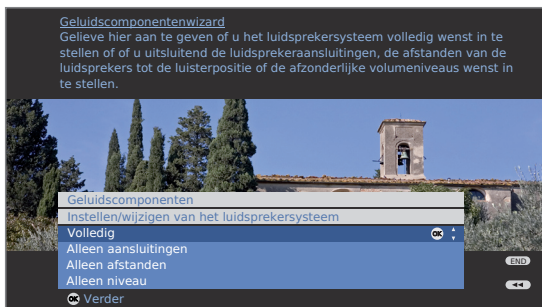 Geluidscomponentenwizard
Gelieve hier aan te geven of u het luidsprekersysteem volledig wenst in te
stellen of of u uitsluitend de luidsprekeraansluitingen, de afstanden van de
luidsprekers tot de luisterpositie of de afzonderlijke volumeniveaus wenst in
te stellen.
Geluidscomponenten
Instellen/wijzigen van het luidsprekersysteem
Volledig OK
Alleen aansluitingen
Alleen afstanden
END
Alleen niveau
OK Verder